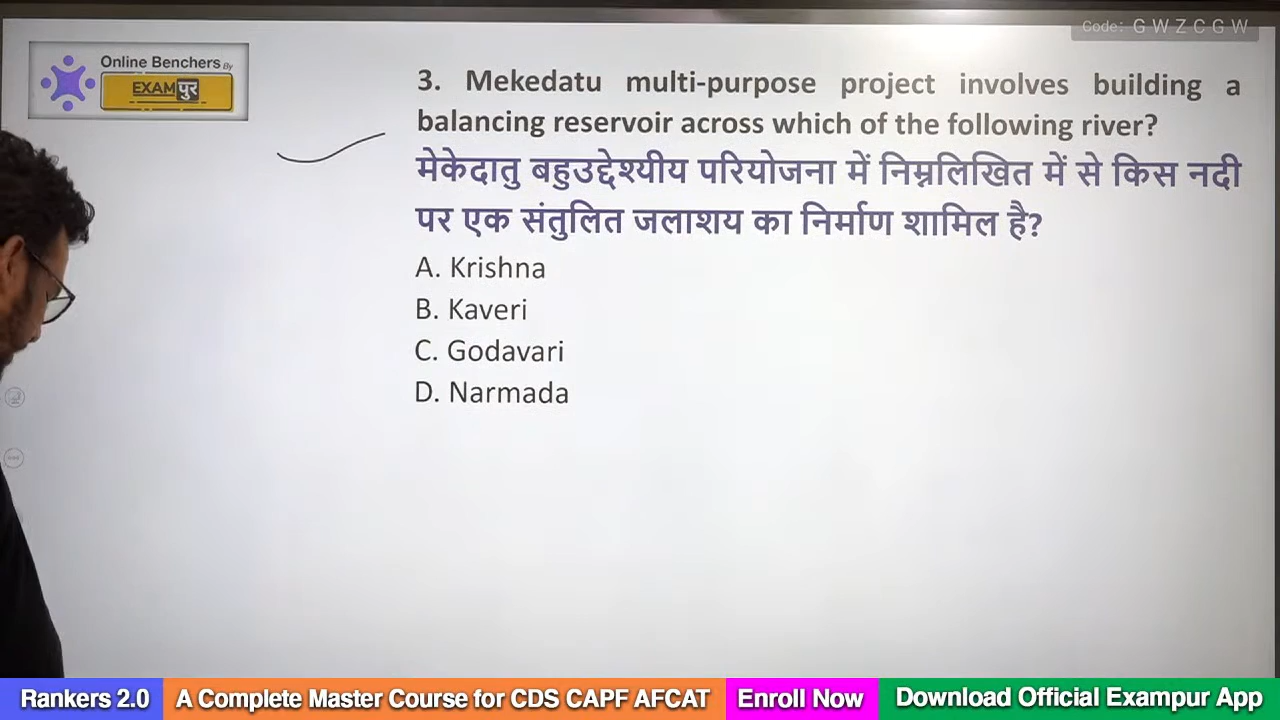 Code: G W Z C G W
Online Benchers By
EXAMपुर
3. Mekedatu multi-purpose project involves building a
balancing reservoir across which of the following river?
मेकेदातु बहुउद्देश्यीय परियोजना में निम्नलिखित में से किस नदी
पर एक संतुलित जलाशय का निर्माण शामिल है?
A. Krishna
B. Kaveri
C. Godavari
D. Narmada
Rankers 2.0 A Complete Master Course for CDS CAPF AFCAT Enroll Now Download Official Exampur App